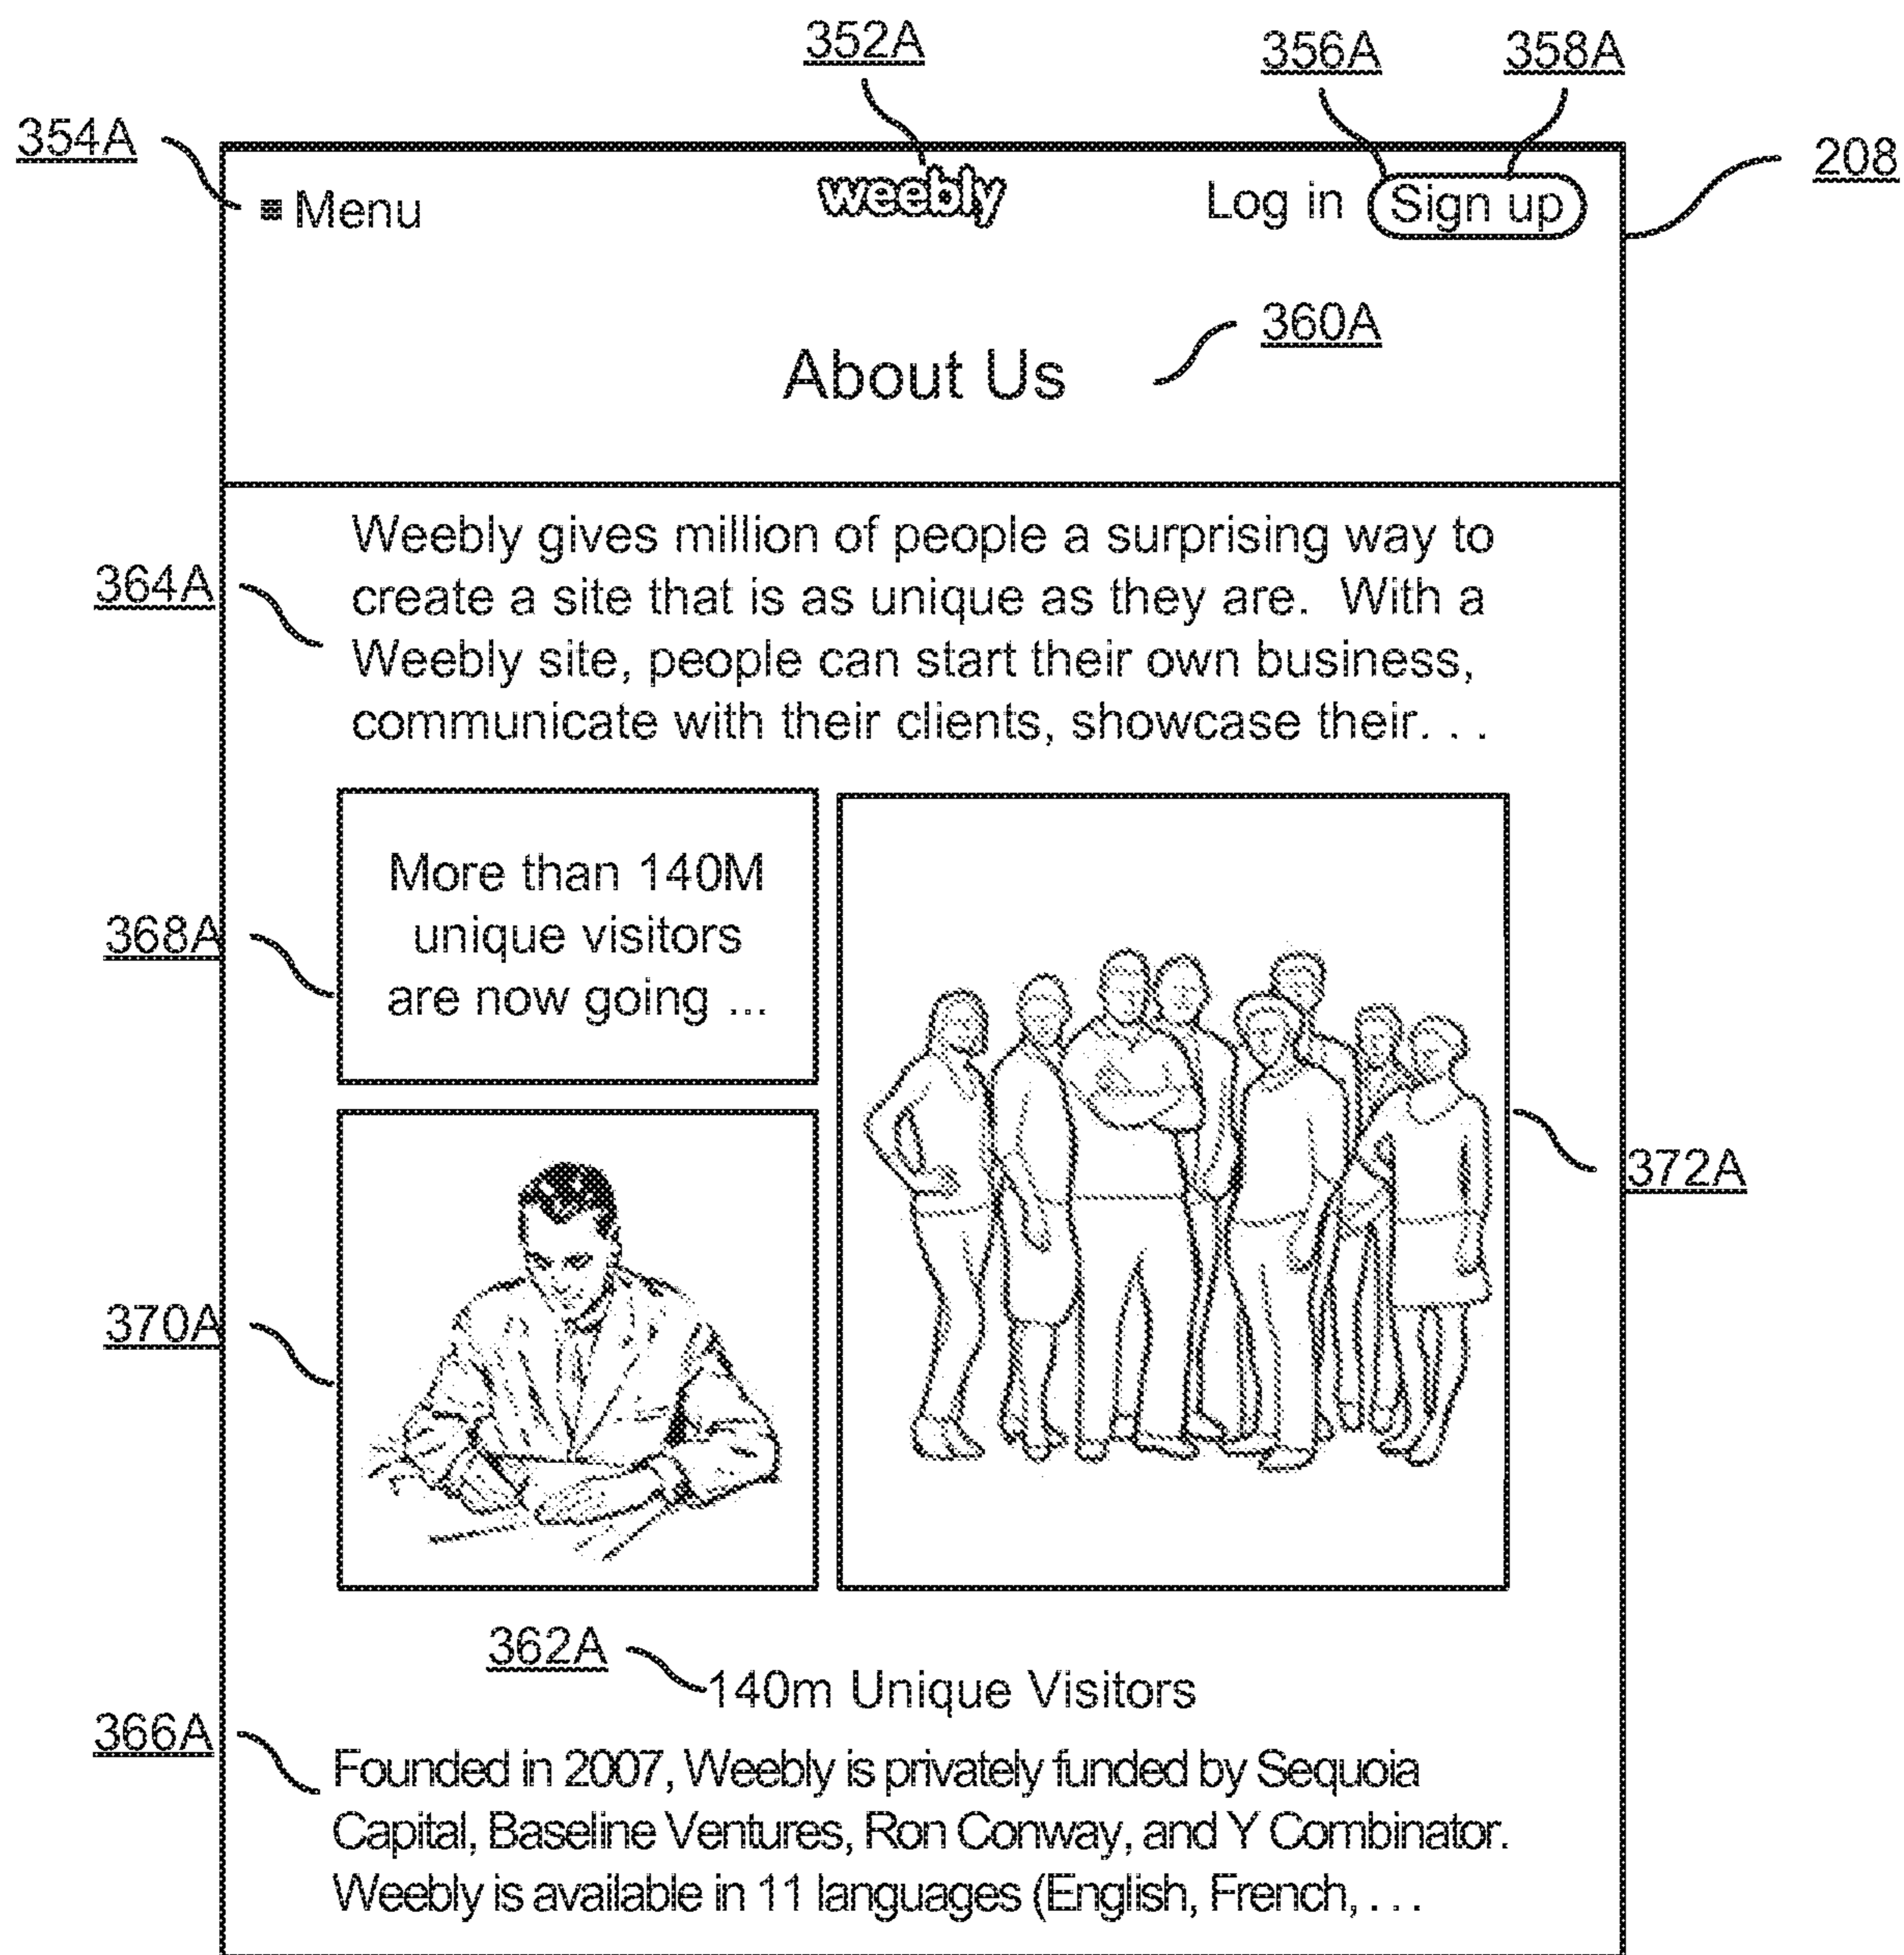 352A
356A 358A
354A
208
≡ Menu
weebly
Log in Sign up
360A
About Us
364A
Weebly gives million of people a surprising way to
create a site that is as unique as they are. With a
Weebly site, people can start their own business,
communicate with their clients, showcase their. . .
368A
More than 140M
unique visitors
are now going ...
372A
370A
362A
140m Unique Visitors
366A
Founded in 2007, Weebly is privately funded by Sequoia
Capital, Baseline Ventures, Ron Conway, and Y Combinator.
Weebly is available in 11 languages (English, French, . . .